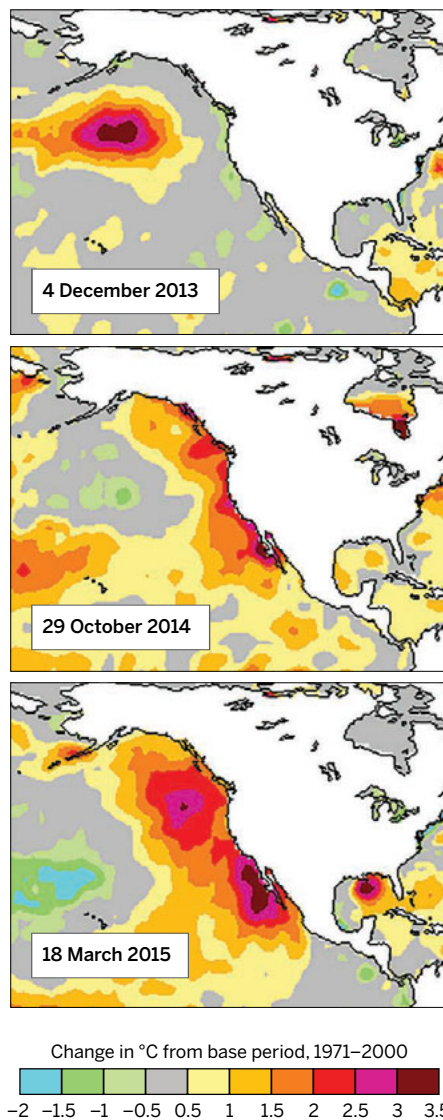 4 December 2013
29 October 2014
18 March 2015
Change in °C from base period, 1971–2000
−2 −1.5 −1 −0.5 0.5 1 1.5 2 2.5 3 3.5